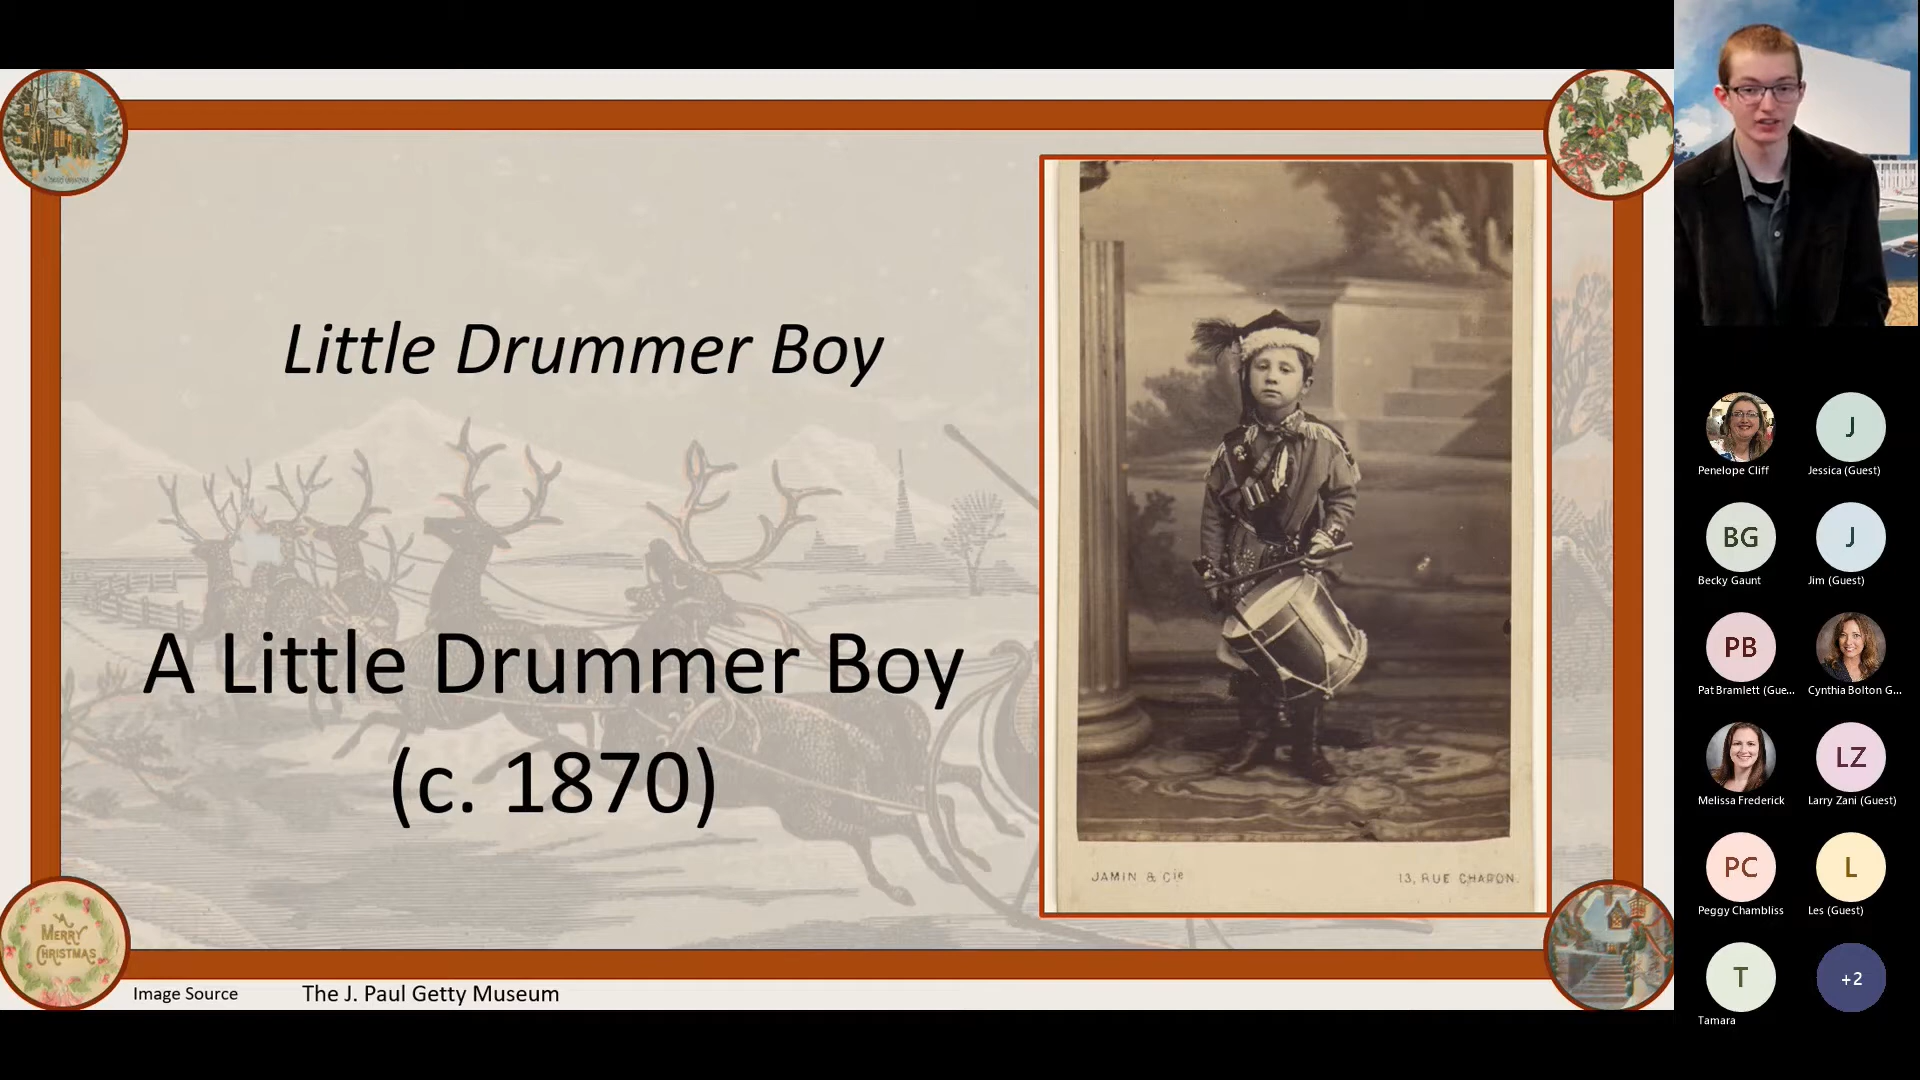 Little Drummer Boy
A Little Drummer Boy
(c. 1870)
JAMIN & Cie
13, RUE CHARON.
A
MERRY
CHRISTMAS
Image Source
The J. Paul Getty Museum
Penelope Cliff
J
Jessica (Guest)
BG
Becky Gaunt
J
Jim (Guest)
PB
Pat Bramlett (Gue...
Cynthia Bolton G...
Melissa Frederick
LZ
Larry Zani (Guest)
PC
Peggy Chambliss
L
Les (Guest)
T
Tamara
+2